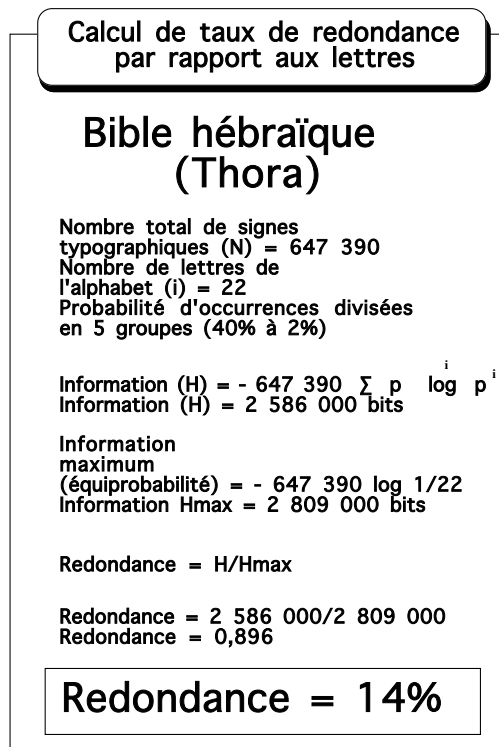 Calcul de taux de redondance
par rapport aux lettres
Bible hébraïque
(Thora)
Nombre total de signes
typographiques (N) = 647 390
Nombre de lettres de
l'alphabet (i) = 22
Probabilité d'occurrences divisées
en 5 groupes (40% à 2%)
Information (H) = - 647 390 ∑ p i log p i
Information (H) = 2 586 000 bits
Information
maximum
(équiprobabilité) = - 647 390 log 1/22
Information Hmax = 2 809 000 bits
Redondance = H/Hmax
Redondance = 2 586 000/2 809 000
Redondance = 0,896
Redondance = 14%